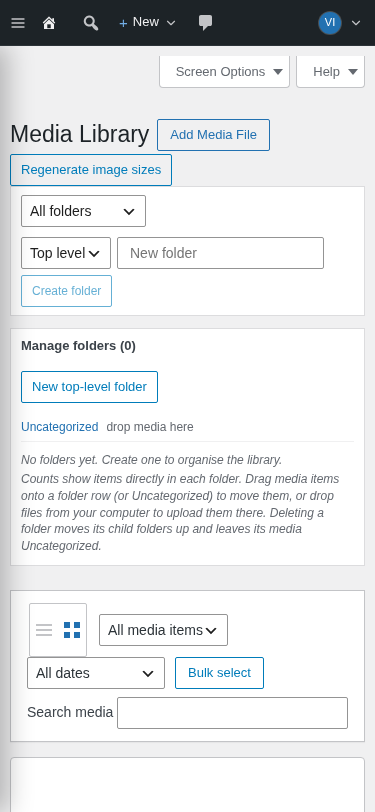 + New
VI
Screen Options
Help
Media Library
Add Media File
Regenerate image sizes
All folders
Top level
New folder
Create folder
Manage folders (0)
New top-level folder
Uncategorized drop media here
No folders yet. Create one to organise the library.
Counts show items directly in each folder. Drag media items
onto a folder row (or Uncategorized) to move them, or drop
files from your computer to upload them there. Deleting a
folder moves its child folders up and leaves its media
Uncategorized.
All media items
All dates
Bulk select
Search media